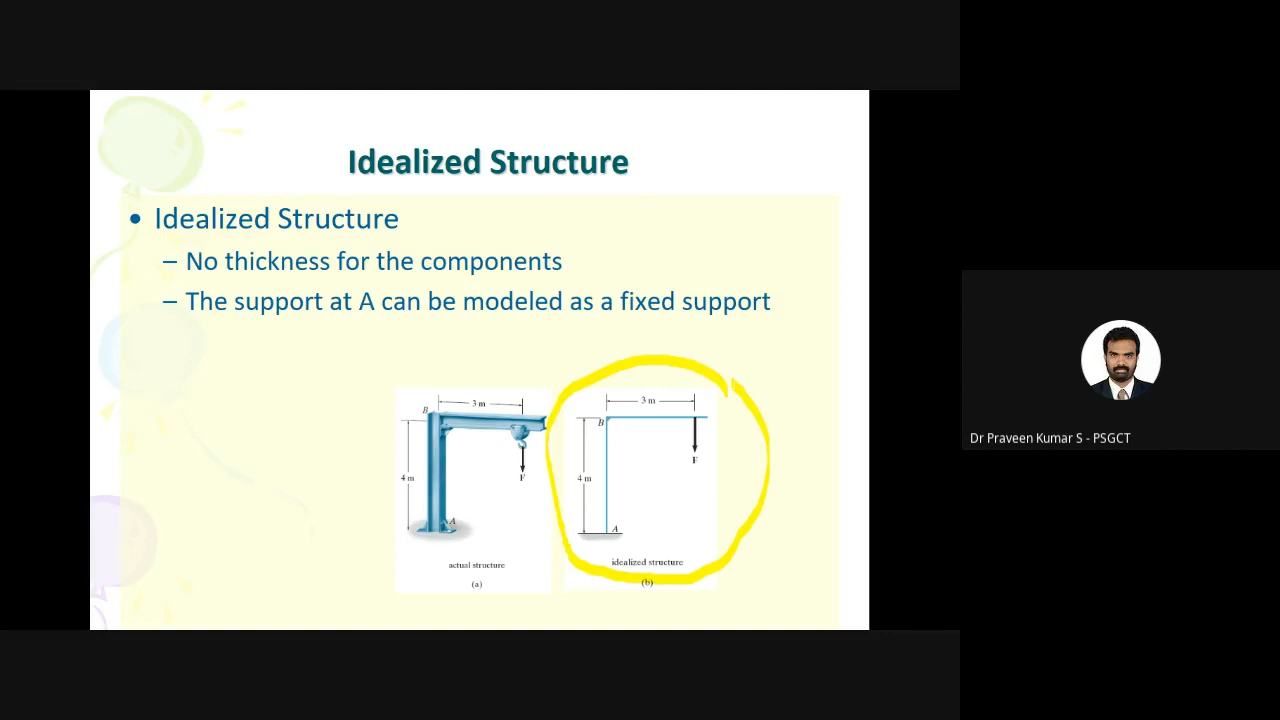 Idealized Structure
• Idealized Structure
– No thickness for the components
– The support at A can be modeled as a fixed support
3 m
B
4 m
F
A
actual structure
(a)
3 m
B
4 m
F
A
idealized structure
(b)
Dr Praveen Kumar S - PSGCT